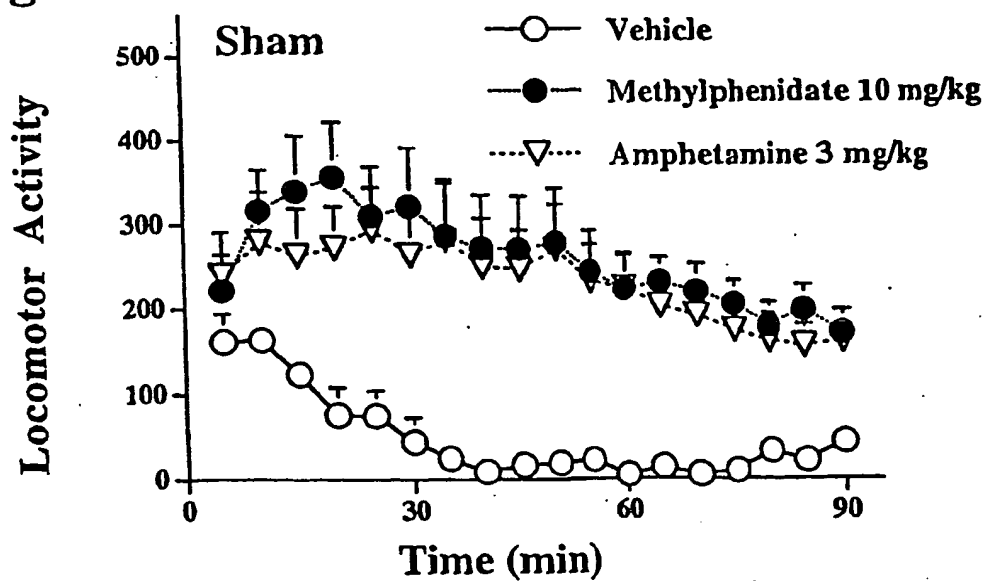 g
Sham
Vehicle
Methylphenidate 10 mg/kg
Amphetamine 3 mg/kg
Locomotor Activity
500
400
300
200
100
0
0 30 60 90
Time (min)